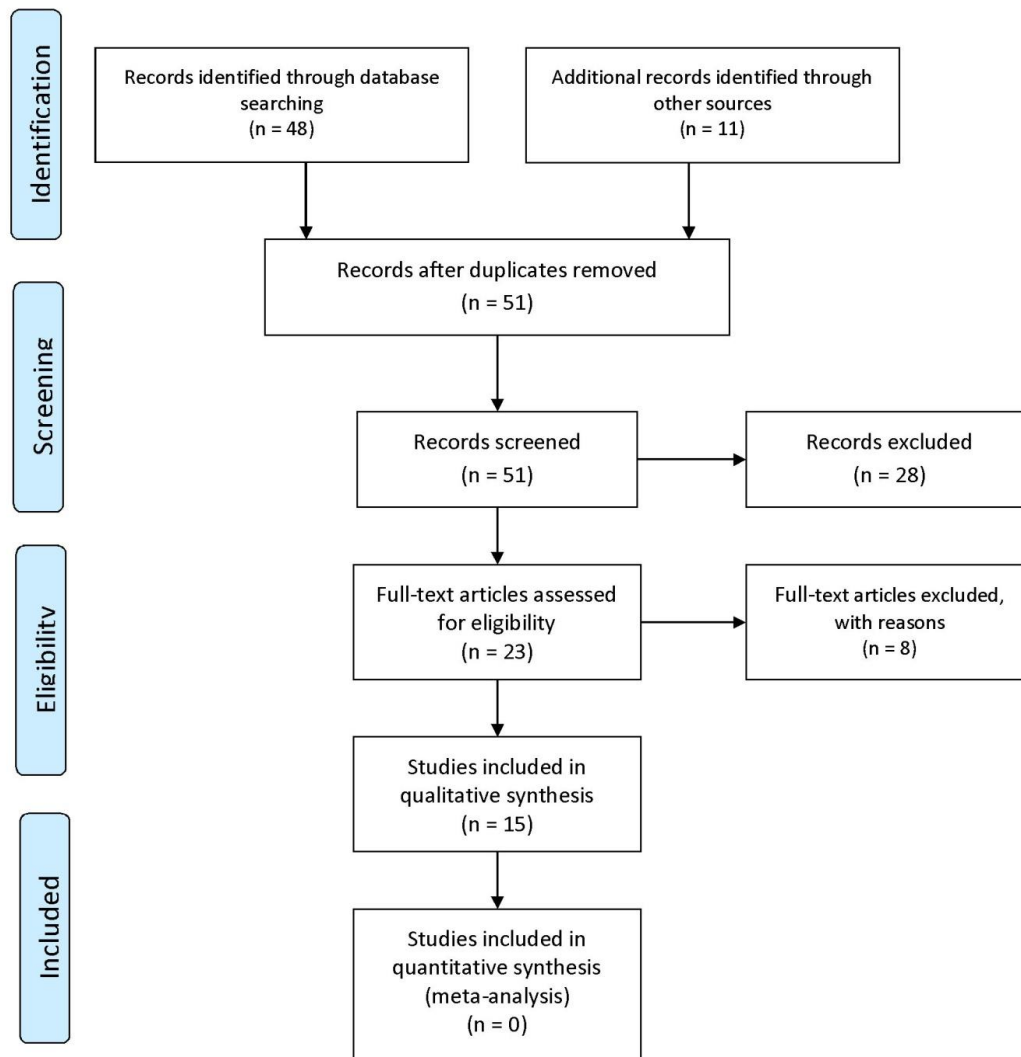 Identification
Records identified through database
searching
(n = 48)
Additional records identified through
other sources
(n = 11)
Records after duplicates removed
(n = 51)
Screening
Records screened
(n = 51)
Records excluded
(n = 28)
Eligibility
Full-text articles assessed
for eligibility
(n = 23)
Full-text articles excluded,
with reasons
(n = 8)
Studies included in
qualitative synthesis
(n = 15)
Included
Studies included in
quantitative synthesis
(meta-analysis)
(n = 0)